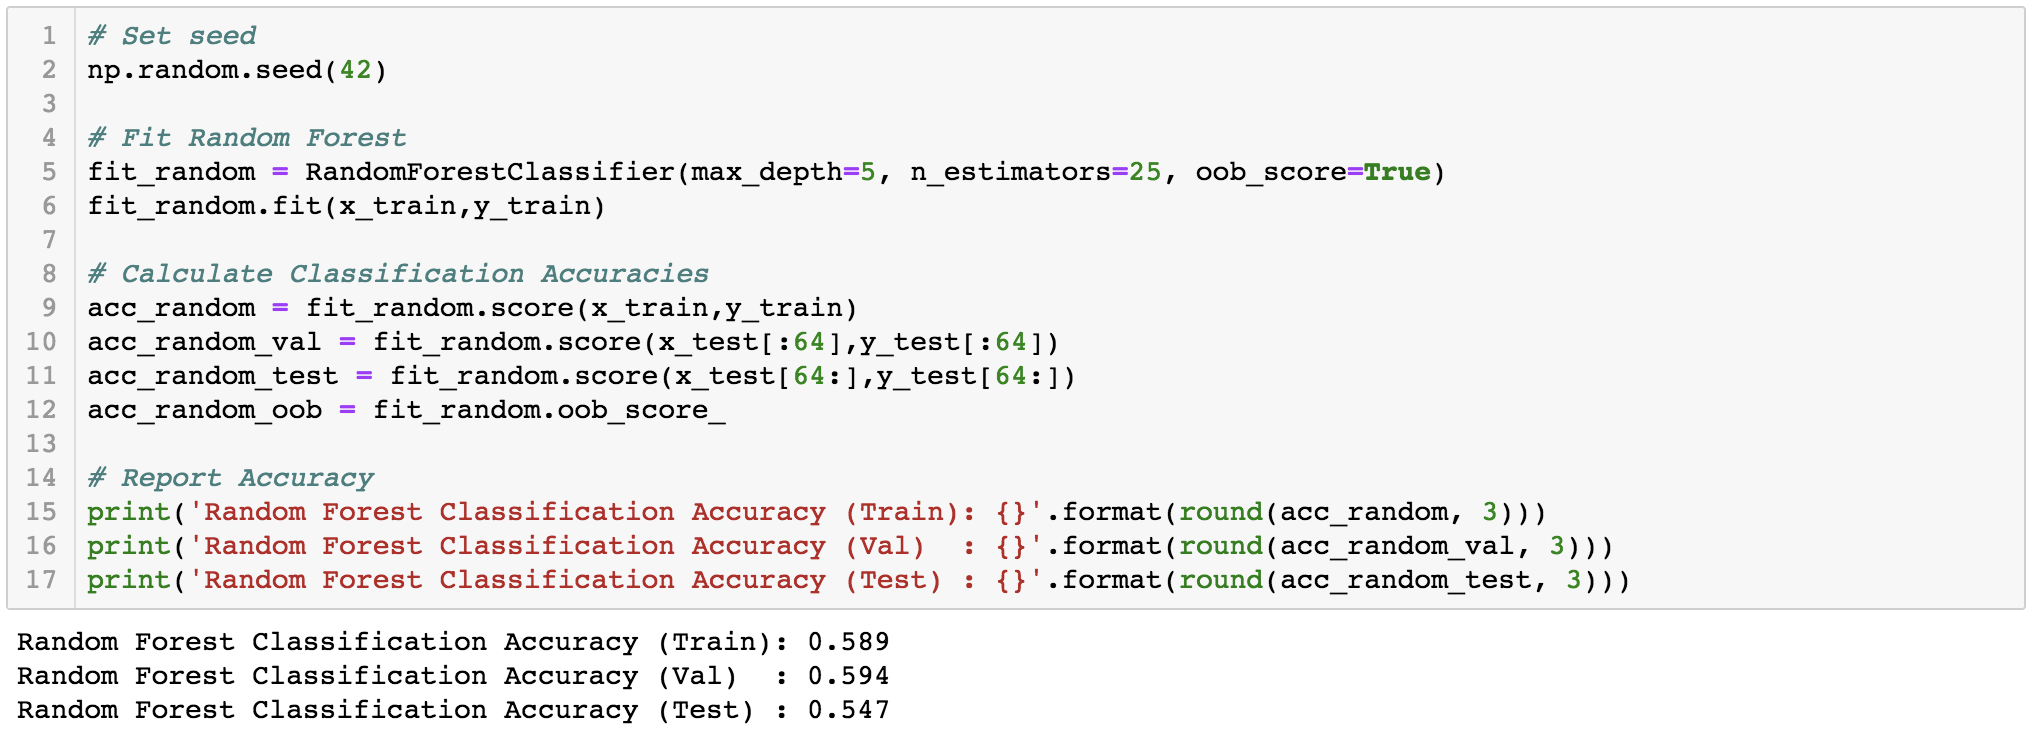 1 # Set seed
2 np.random.seed(42)
3
4 # Fit Random Forest
5 fit_random = RandomForestClassifier(max_depth=5, n_estimators=25, oob_score=True)
6 fit_random.fit(x_train,y_train)
7
8 # Calculate Classification Accuracies
9 acc_random = fit_random.score(x_train,y_train)
10 acc_random_val = fit_random.score(x_test[:64],y_test[:64])
11 acc_random_test = fit_random.score(x_test[64:],y_test[64:])
12 acc_random_oob = fit_random.oob_score_
13
14 # Report Accuracy
15 print('Random Forest Classification Accuracy (Train): {}'.format(round(acc_random, 3)))
16 print('Random Forest Classification Accuracy (Val)  : {}'.format(round(acc_random_val, 3)))
17 print('Random Forest Classification Accuracy (Test) : {}'.format(round(acc_random_test, 3)))
Random Forest Classification Accuracy (Train): 0.589
Random Forest Classification Accuracy (Val)  : 0.594
Random Forest Classification Accuracy (Test) : 0.547